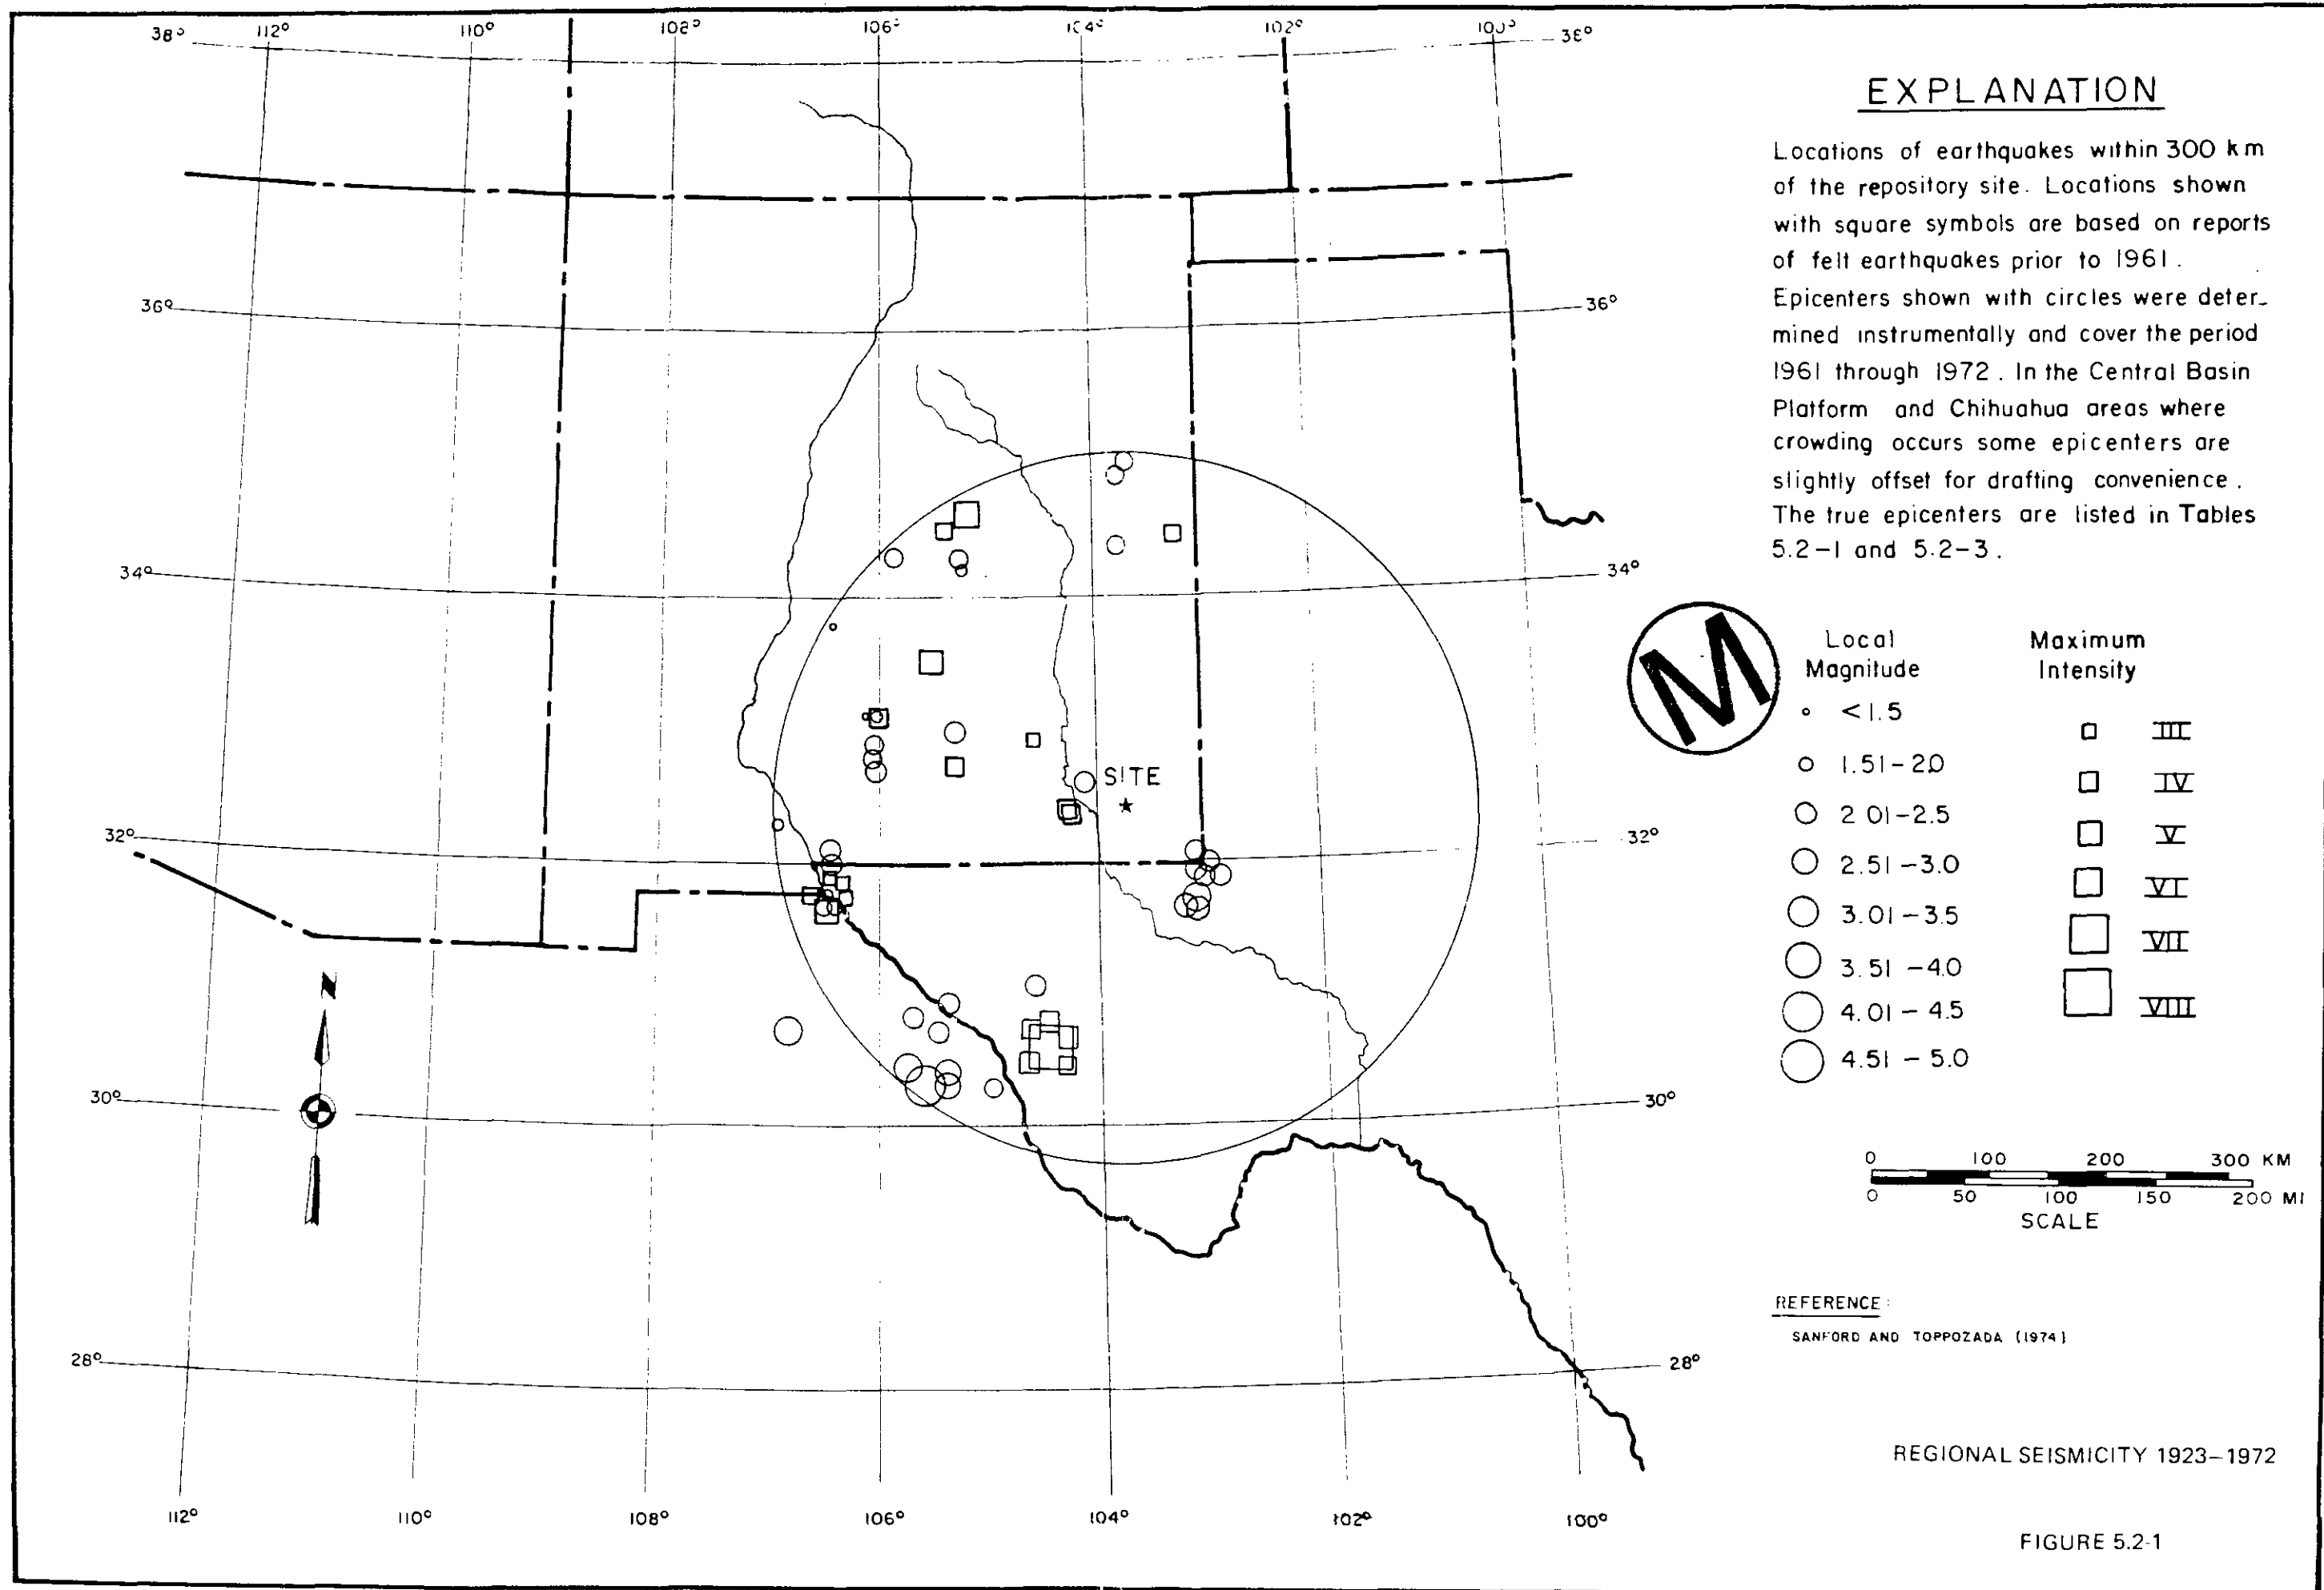 38° 112° 110° 108° 106° 104° 102° 100° 38°
36° 36°
34° 34°
32° 32°
30° 30°
28° 28°
112° 110° 108° 106° 104° 102° 100°
SITE
N
EXPLANATION
Locations of earthquakes within 300 km
of the repository site. Locations shown
with square symbols are based on reports
of felt earthquakes prior to 1961.
Epicenters shown with circles were deter-
mined instrumentally and cover the period
1961 through 1972. In the Central Basin
Platform and Chihuahua areas where
crowding occurs some epicenters are
slightly offset for drafting convenience.
The true epicenters are listed in Tables
5.2-1 and 5.2-3.
M
Local Maximum
Magnitude Intensity
<1.5 III
1.51-2.0 IV
2.01-2.5 V
2.51-3.0 VI
3.01-3.5 VII
3.51-4.0 VIII
4.01-4.5
4.51-5.0
0 100 200 300 KM
0 50 100 150 200 MI
SCALE
REFERENCE:
SANFORD AND TOPPOZADA (1974)
REGIONAL SEISMICITY 1923-1972
FIGURE 5.2-1